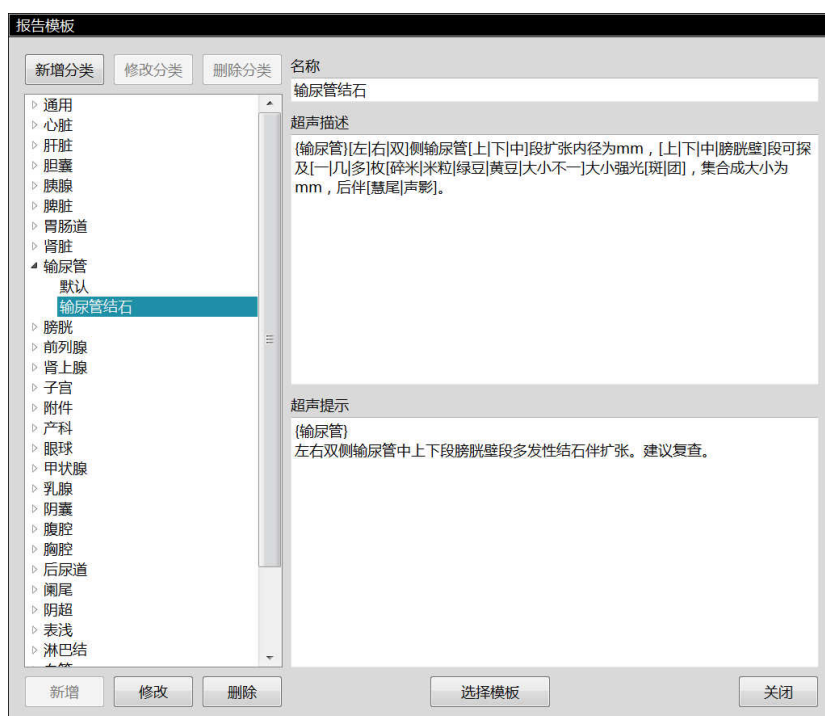 报告模板
新增分类 修改分类 删除分类
通用
心脏
肝脏
胆囊
胰腺
脾脏
胃肠道
肾脏
输尿管
默认
输尿管结石
膀胱
前列腺
肾上腺
子宫
附件
产科
眼球
甲状腺
乳腺
阴囊
腹腔
胸腔
后尿道
阑尾
阴超
表浅
淋巴结
新增 修改 删除
名称
输尿管结石
超声描述
{输尿管}[左|右|双]侧输尿管[上|下|中]段扩张内径为mm，[上|下|中|膀胱壁]段可探
及[一|几|多]枚[碎米|米粒|绿豆|黄豆|大小不一]大小强光[斑|团]，集合成大小为
mm，后伴[慧尾|声影]。
超声提示
{输尿管}
左右双侧输尿管中上下段膀胱壁段多发性结石伴扩张。建议复查。
选择模板 关闭